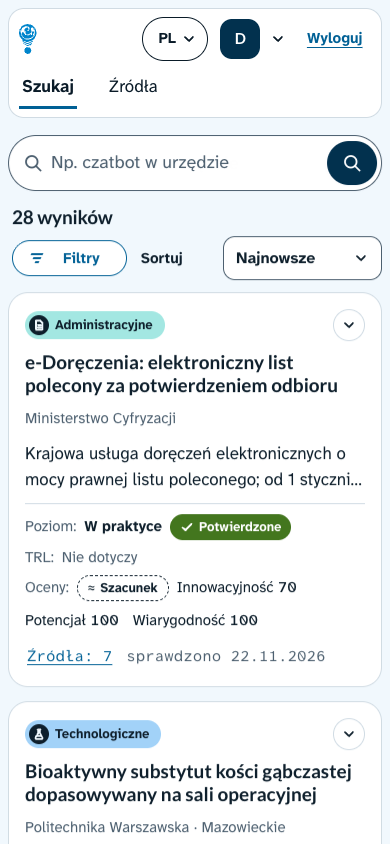 PL
D
Wyloguj
Szukaj
Źródła
Np. czatbot w urzędzie
28 wyników
Filtry
Sortuj
Najnowsze
Administracyjne
e-Doręczenia: elektroniczny list
polecony za potwierdzeniem odbioru
Ministerstwo Cyfryzacji
Krajowa usługa doręczeń elektronicznych o
mocy prawnej listu poleconego; od 1 styczni...
Poziom: W praktyce Potwierdzone
TRL: Nie dotyczy
Oceny: ≈ Szacunek Innowacyjność 70
Potencjał 100 Wiarygodność 100
Źródła: 7 sprawdzono 22.11.2026
Technologiczne
Bioaktywny substytut kości gąbczastej
dopasowywany na sali operacyjnej
Politechnika Warszawska · Mazowieckie